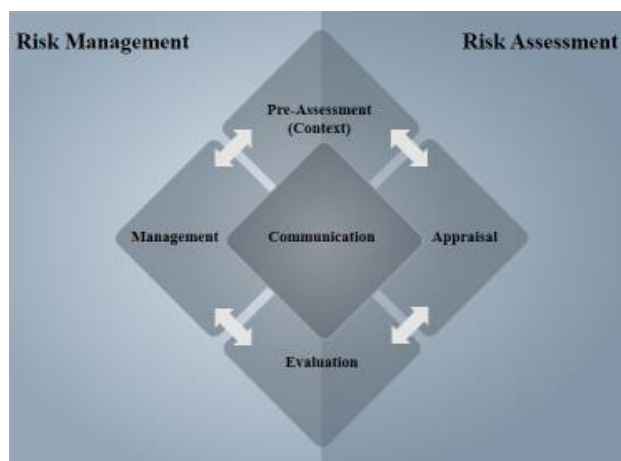 Risk Management
Risk Assessment
Pre-Assessment
(Context)
Management
Communication
Appraisal
Evaluation